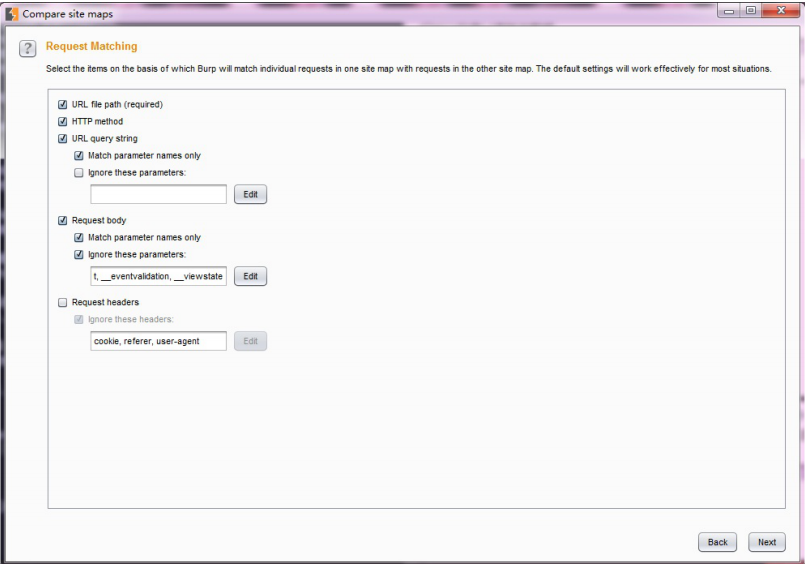 Compare site maps
?
Request Matching
Select the items on the basis of which Burp will match individual requests in one site map with requests in the other site map. The default settings will work effectively for most situations.
URL file path (required)
HTTP method
URL query string
Match parameter names only
Ignore these parameters:
Edit
Request body
Match parameter names only
Ignore these parameters:
t, __eventvalidation, __viewstate Edit
Request headers
Ignore these headers:
cookie, referer, user-agent Edit
Back Next